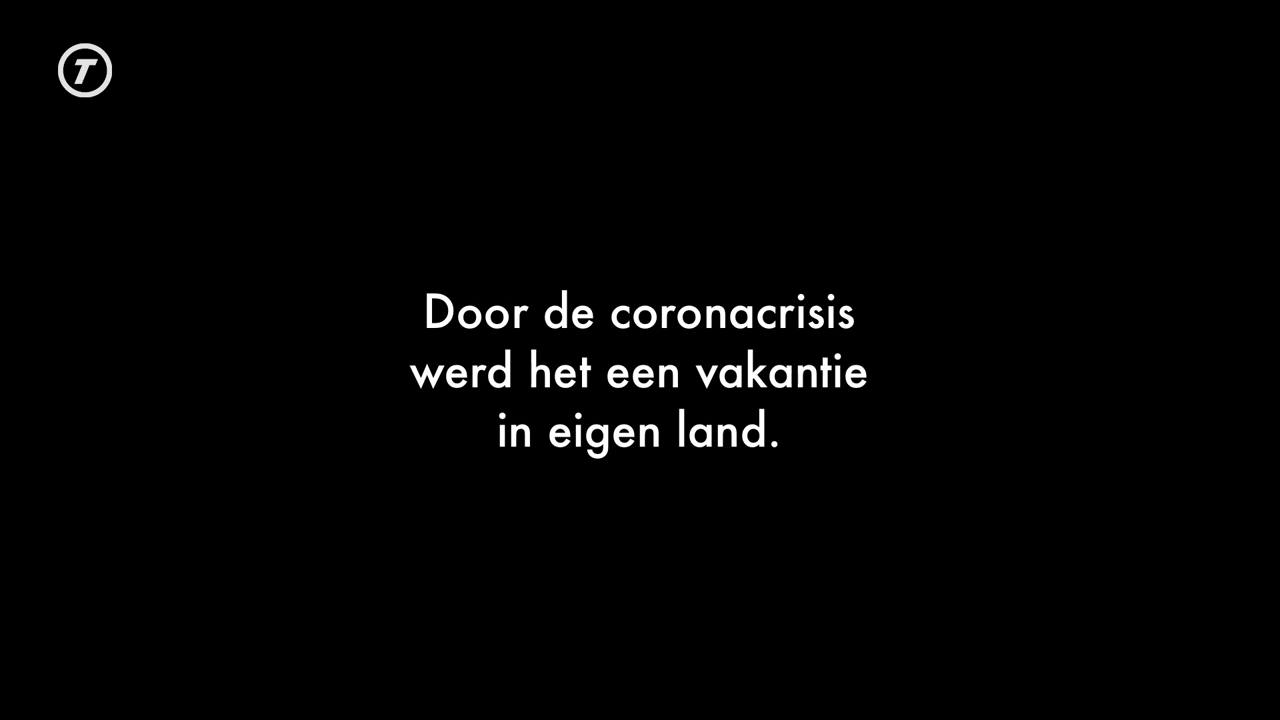 T
Door de coronacrisis
werd het een vakantie
in eigen land.